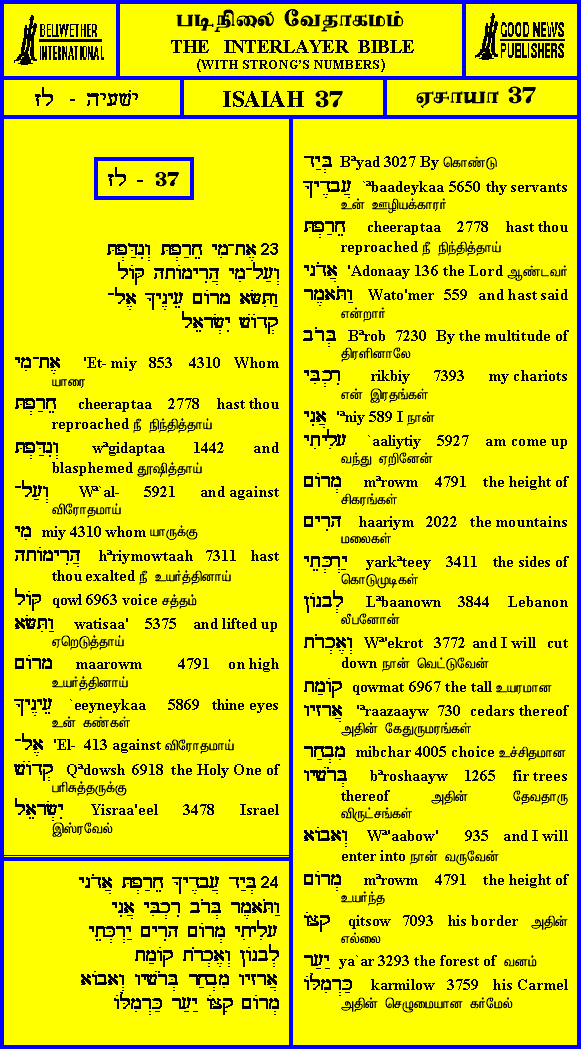 BELLWETHER
INTERNATIONAL
படிநிலை வேதாகமம்
THE INTERLAYER BIBLE
(WITH STRONG'S NUMBERS)
GOOD NEWS
PUBLISHERS
ישעיה - לז
ISAIAH 37
ஏசாயா 37
לז - 37
23 אֶת־מִי חֵרַפְתָּ וְגִדַּפְתָּ
וְעַל־מִי הֲרִימוֹתָה קּוֹל
וַתִּשָּׂא מָרוֹם עֵינֶיךָ אֶל־
קְדוֹשׁ יִשְׂרָאֵל
אֶת־מִי 'Et- miy 853 4310 Whom
யாரை
חֵרַפְתָּ cheeraptaa 2778 hast thou
reproached நீ நிந்தித்தாய்
וְגִדַּפְתָּ wªgidaptaa 1442 and
blasphemed தூஷித்தாய்
וְעַל־ Wª`al- 5921 and against
விரோதமாய்
מִי miy 4310 whom யாருக்கு
הֲרִימוֹתָה hªriymowtaah 7311 hast
thou exalted நீ உயர்த்தினாய்
קּוֹל qowl 6963 voice சத்தம்
וַתִּשָּׂא watisaa' 5375 and lifted up
ஏறெடுத்தாய்
מָרוֹם maarowm 4791 on high
உயர்த்தினாய்
עֵינֶיךָ `eeyneykaa 5869 thine eyes
உன் கண்கள்
אֶל־ 'El- 413 against விரோதமாய்
קְדוֹשׁ Qªdowsh 6918 the Holy One of
பரிசுத்தருக்கு
יִשְׂרָאֵל Yisraa'eel 3478 Israel
இஸ்ரவேல்
24 בְּיַד עֲבָדֶיךָ חֵרַפְתָּ אֲדֹנָי
וַתֹּאמֶר בְּרֹב רִכְבִּי אֲנִי
עָלִיתִי מְרוֹם הָרִים יַרְכְּתֵי
לְבָנוֹן וְאֶכְרֹת קוֹמַת
אֲרָזָיו מִבְחַר בְּרֹשָׁיו וְאָבוֹא
מְרוֹם קִצּוֹ יַעַר כַּרְמִלּוֹ
בְּיַד Bªyad 3027 By கொண்டு
עֲבָדֶיךָ `ªbaadeykaa 5650 thy servants
உன் ஊழியக்காரர்
חֵרַפְתָּ cheeraptaa 2778 hast thou
reproached நீ நிந்தித்தாய்
אֲדֹנָי 'Adonaay 136 the Lord ஆண்டவர்
וַתֹּאמֶר Wato'mer 559 and hast said
என்றார்
בְּרֹב Bªrob 7230 By the multitude of
திரளினாலே
רִכְבִּי rikbiy 7393 my chariots
என் இரதங்கள்
אֲנִי 'ªniy 589 I நான்
עָלִיתִי `aaliytiy 5927 am come up
வந்து ஏறினேன்
מְרוֹם mªrowm 4791 the height of
சிகரங்கள்
הָרִים haariym 2022 the mountains
மலைகள்
יַרְכְּתֵי yarkªteey 3411 the sides of
கொடுமுடிகள்
לְבָנוֹן Lªbaanown 3844 Lebanon
லீபனோன்
וְאֶכְרֹת Wª'ekrot 3772 and I will cut
down நான் வெட்டுவேன்
קוֹמַת qowmat 6967 the tall உயரமான
אֲרָזָיו 'ªraazaayw 730 cedars thereof
அதின் கேதுருமரங்கள்
מִבְחַר mibchar 4005 choice உச்சிதமான
בְּרֹשָׁיו bªroshaayw 1265 fir trees
thereof அதின் தேவதாரு
விருட்சங்கள்
וְאָבוֹא Wª'aabow' 935 and I will
enter into நான் வருவேன்
מְרוֹם mªrowm 4791 the height of
உயர்ந்த
קִצּוֹ qitsow 7093 his border அதின்
எல்லை
יַעַר ya`ar 3293 the forest of வனம்
כַּרְמִלּוֹ karmilow 3759 his Carmel
அதின் செழுமையான கர்மேல்